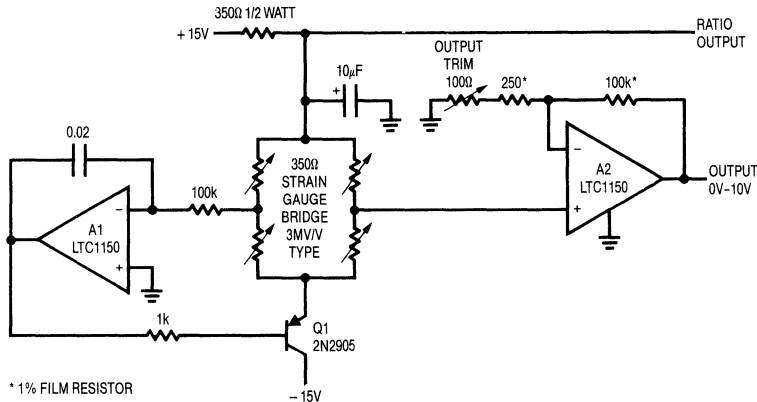 350Ω 1/2 WATT
+ 15V
RATIO
OUTPUT
OUTPUT
TRIM
100Ω
250*
100k*
10µF
+
0.02
350Ω
STRAIN
GAUGE
BRIDGE
3MV/V
TYPE
100k
−
A1
LTC1150
+
−
A2
LTC1150
+
OUTPUT
0V–10V
1k
Q1
2N2905
– 15V
* 1% FILM RESISTOR